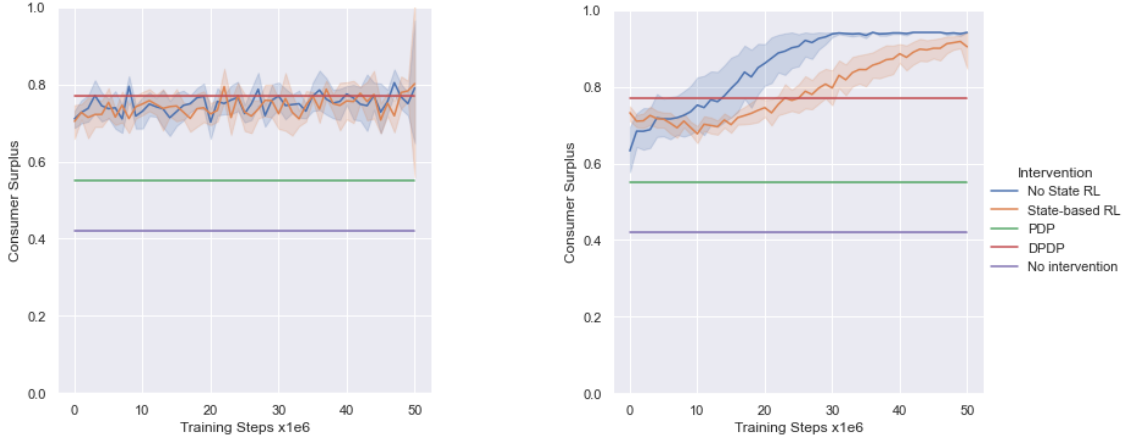 1.0
0.8
0.6
0.4
0.2
0.0
Consumer Surplus
0 10 20 30 40 50
Training Steps x1e6
1.0
0.8
0.6
0.4
0.2
0.0
Consumer Surplus
0 10 20 30 40 50
Training Steps x1e6
Intervention
No State RL
State-based RL
PDP
DPDP
No intervention